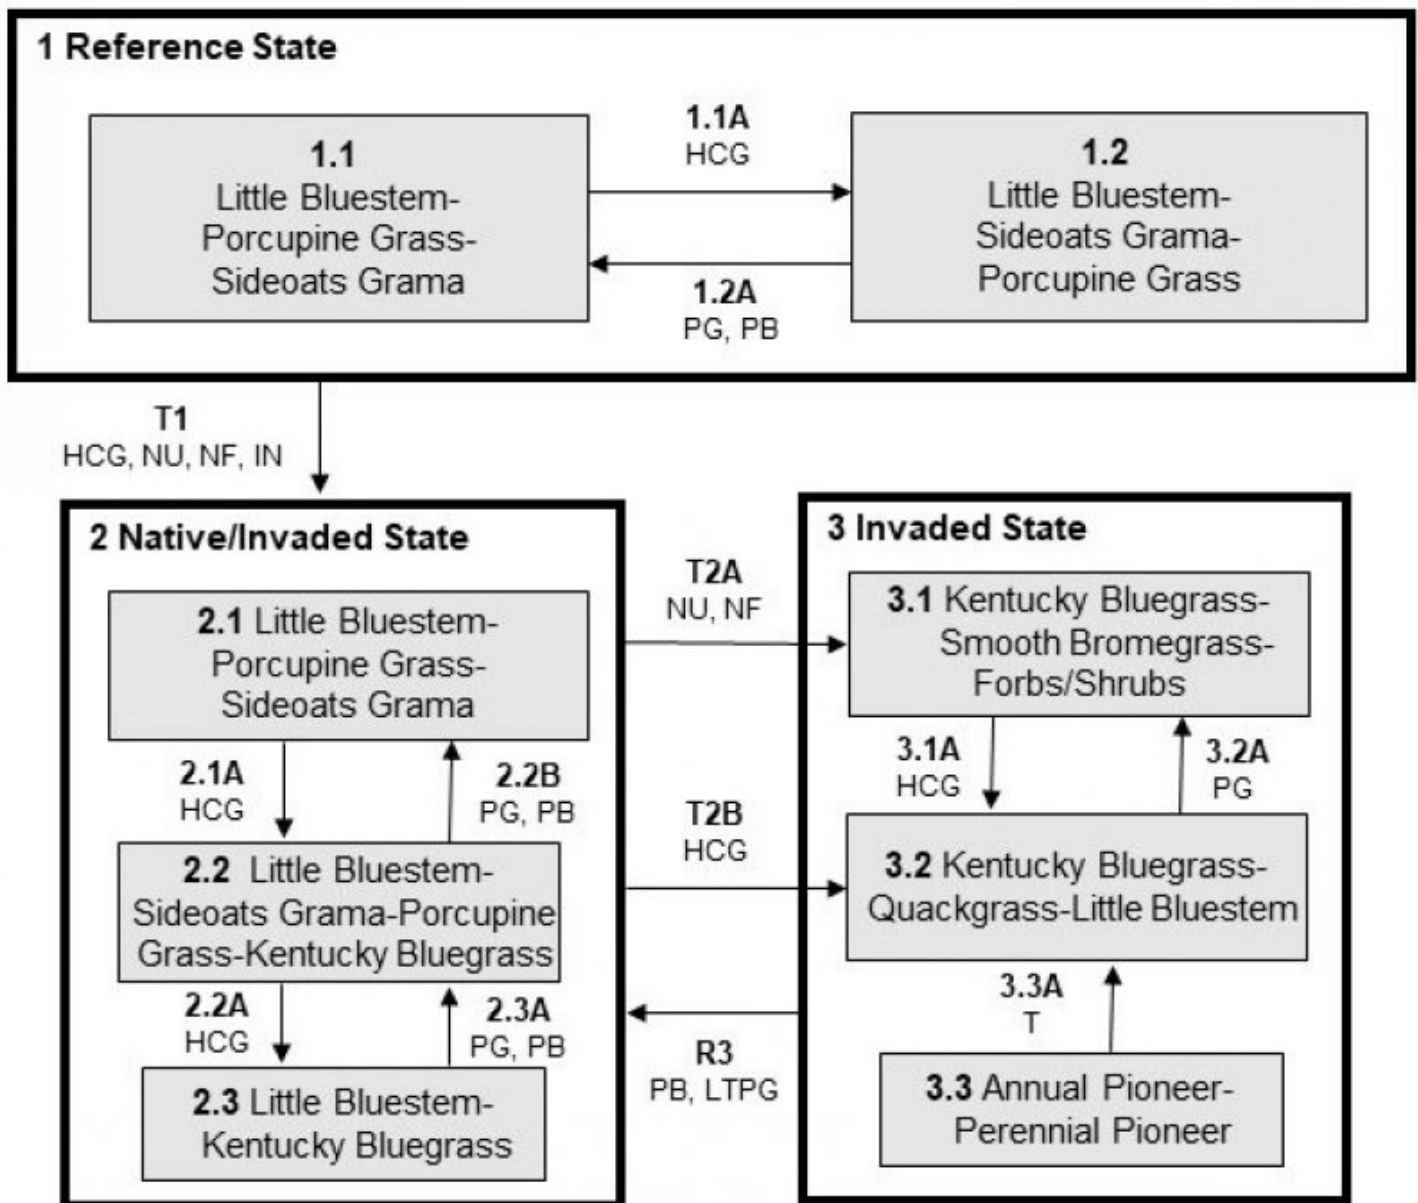 1 Reference State
1.1
Little Bluestem-
Porcupine Grass-
Sideoats Grama
1.1A
HCG
1.2A
PG, PB
1.2
Little Bluestem-
Sideoats Grama-
Porcupine Grass
T1
HCG, NU, NF, IN
2 Native/Invaded State
2.1 Little Bluestem-
Porcupine Grass-
Sideoats Grama
2.1A
HCG
2.2B
PG, PB
2.2 Little Bluestem-
Sideoats Grama-Porcupine
Grass-Kentucky Bluegrass
2.2A
HCG
2.3A
PG, PB
2.3 Little Bluestem-
Kentucky Bluegrass
T2A
NU, NF
T2B
HCG
R3
PB, LTPG
3 Invaded State
3.1 Kentucky Bluegrass-
Smooth Bromegrass-
Forbs/Shrubs
3.1A
HCG
3.2A
PG
3.2 Kentucky Bluegrass-
Quackgrass-Little Bluestem
3.3A
T
3.3 Annual Pioneer-
Perennial Pioneer